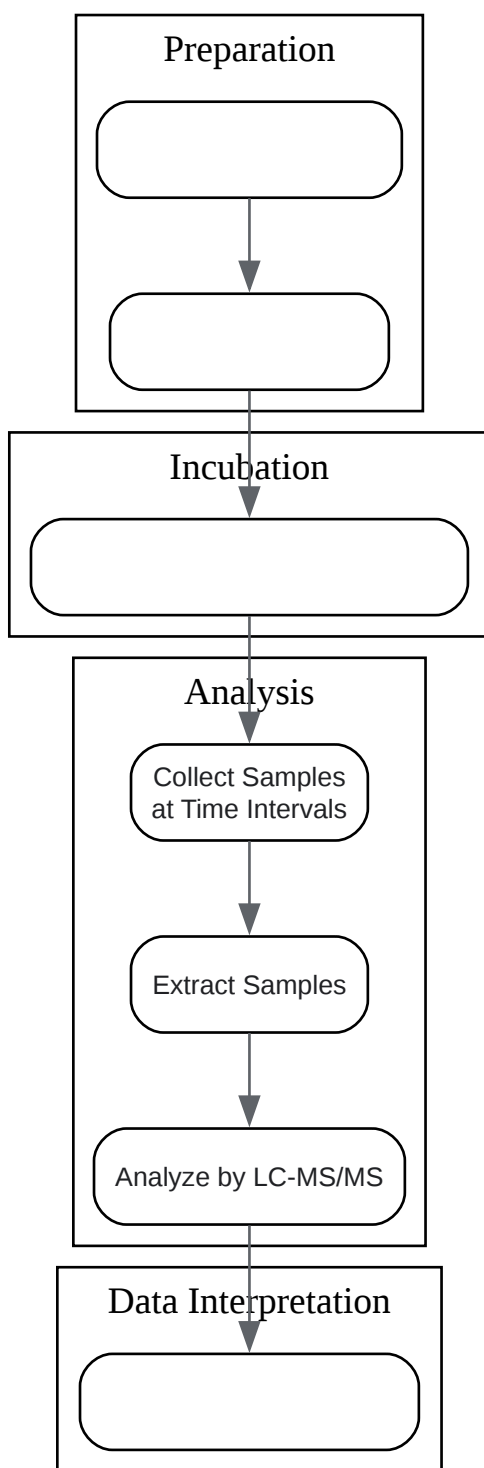 Preparation
Incubation
Analysis
Collect Samples
at Time Intervals
Extract Samples
Analyze by LC-MS/MS
Data Interpretation